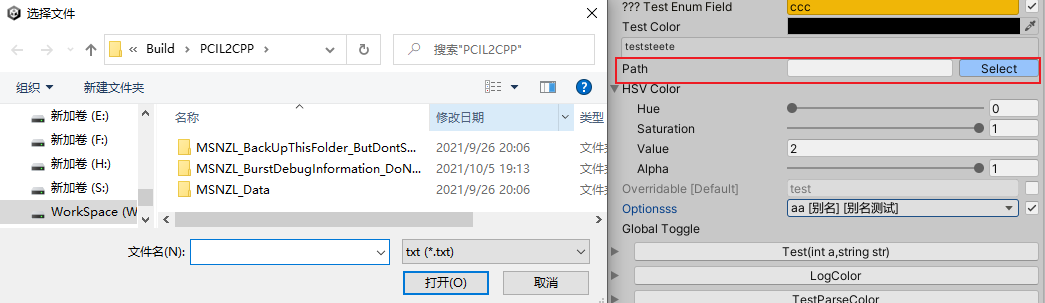 选择文件
« Build › PCIL2CPP ›
搜索"PCIL2CPP"
组织 新建文件夹
新加卷 (E:)
新加卷 (F:)
新加卷 (H:)
新加卷 (S:)
WorkSpace (W
名称 修改日期 类型
MSNZL_BackUpThisFolder_ButDontS... 2021/9/26 20:06 文件夹
MSNZL_BurstDebugInformation_DoN... 2021/10/5 19:13 文件夹
MSNZL_Data 2021/9/26 20:06 文件夹
文件名(N): txt (*.txt)
打开(O) 取消
??? Test Enum Field ccc
Test Color
teststeete
Path Select
HSV Color
Hue 0
Saturation 1
Value 2
Alpha 1
Overridable [Default] test
Optionsss aa [别名] [别名测试]
Global Toggle
Test(int a,string str)
LogColor
TestParseColor